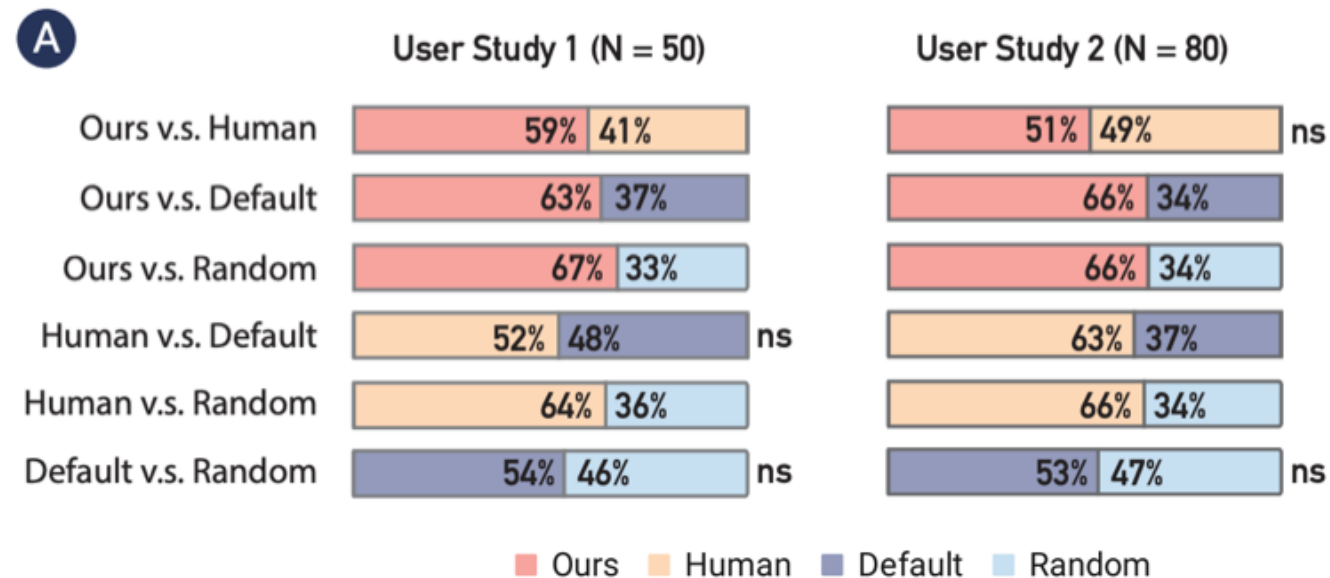 A
User Study 1 (N = 50) User Study 2 (N = 80)
Ours v.s. Human 59% 41% 51% 49% ns
Ours v.s. Default 63% 37% 66% 34%
Ours v.s. Random 67% 33% 66% 34%
Human v.s. Default 52% 48% ns 63% 37%
Human v.s. Random 64% 36% 66% 34%
Default v.s. Random 54% 46% ns 53% 47% ns
Ours Human Default Random